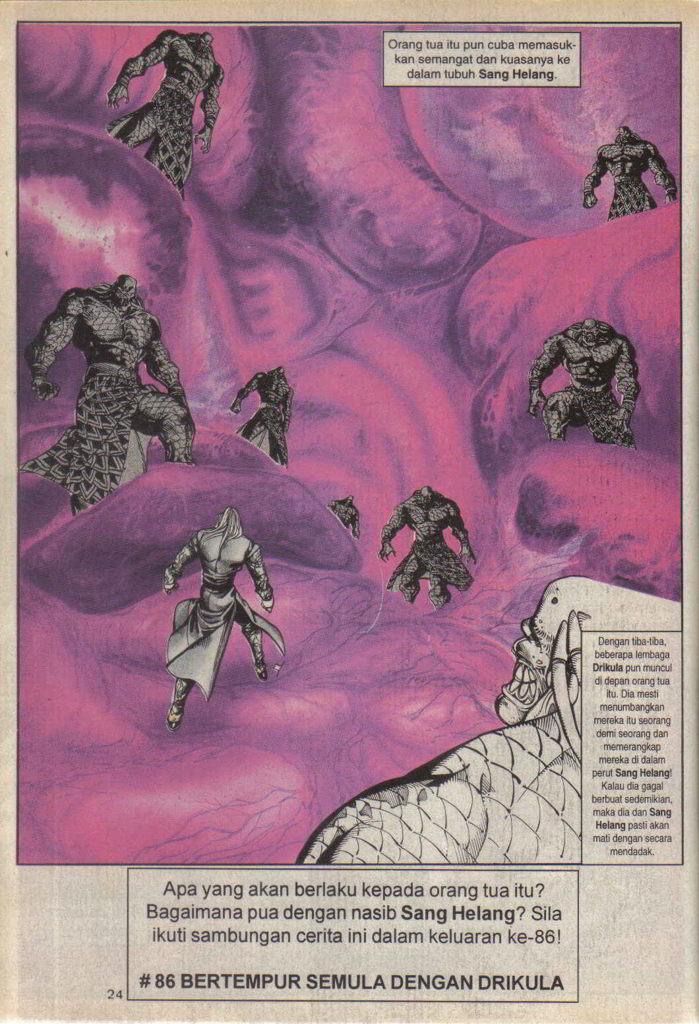 Orang tua itu pun cuba memasuk-
kan semangat dan kuasanya ke
dalam tubuh Sang Helang.
Dengan tiba-tiba,
beberapa lembaga
Drikula pun muncul
di depan orang tua
itu. Dia mesti
menumbangkan
mereka itu seorang
demi seorang dan
memerangkap
mereka di dalam
perut Sang Helang!
Kalau dia gagal
berbuat sedemikian,
maka dia dan Sang
Helang pasti akan
mati dengan secara
mendadak.
Apa yang akan berlaku kepada orang tua itu?
Bagaimana pua dengan nasib Sang Helang? Sila
ikuti sambungan cerita ini dalam keluaran ke-86!
# 86 BERTEMPUR SEMULA DENGAN DRIKULA
24